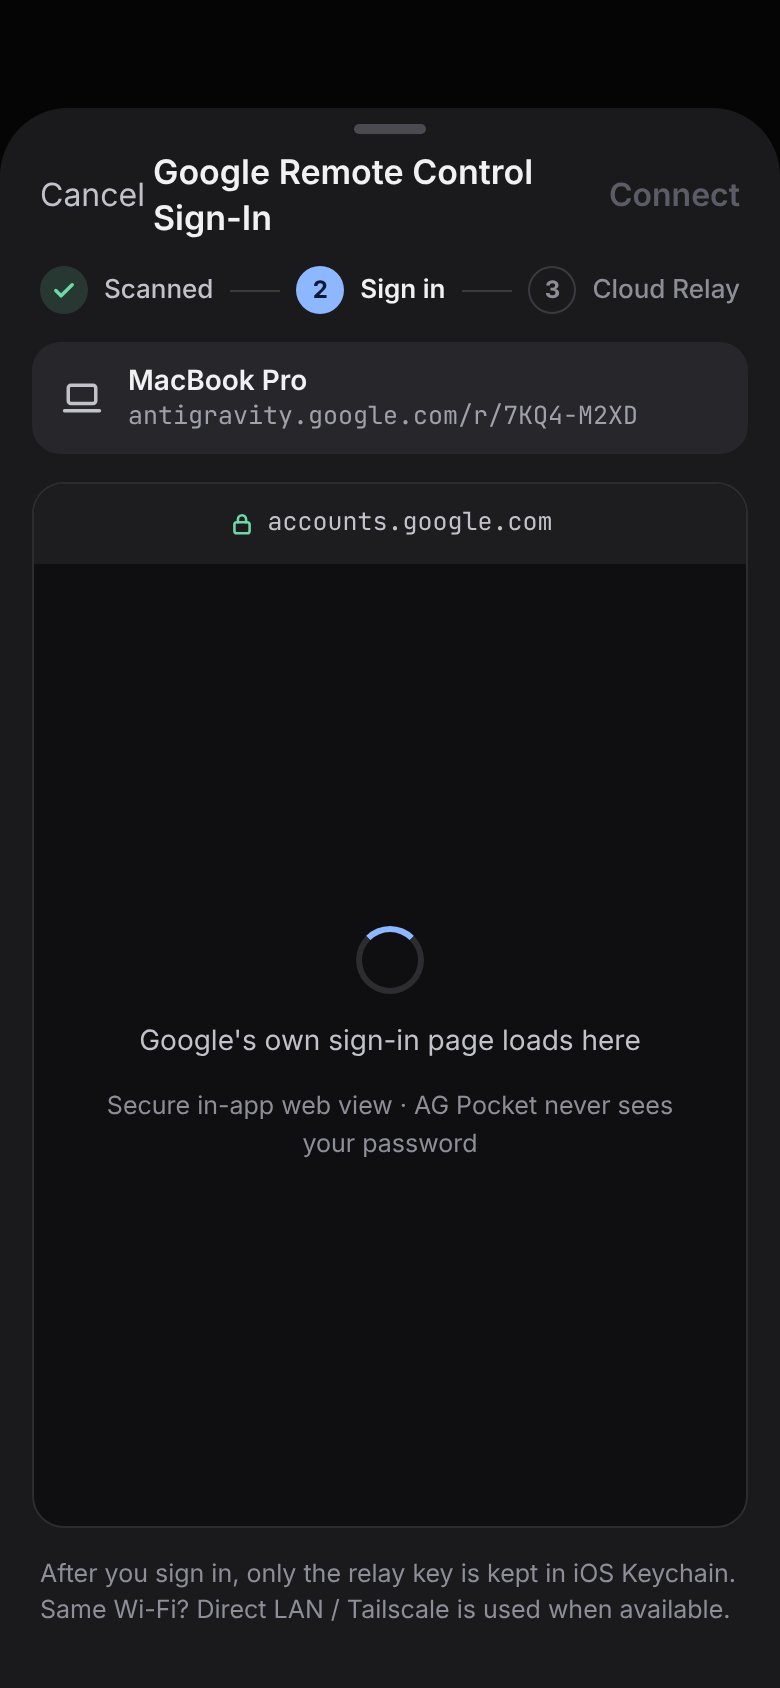 Cancel
Google Remote Control
Sign-In
Connect
Scanned
2
Sign in
3
Cloud Relay
MacBook Pro
antigravity.google.com/r/7KQ4-M2XD
accounts.google.com
Google's own sign-in page loads here
Secure in-app web view · AG Pocket never sees
your password
After you sign in, only the relay key is kept in iOS Keychain.
Same Wi-Fi? Direct LAN / Tailscale is used when available.